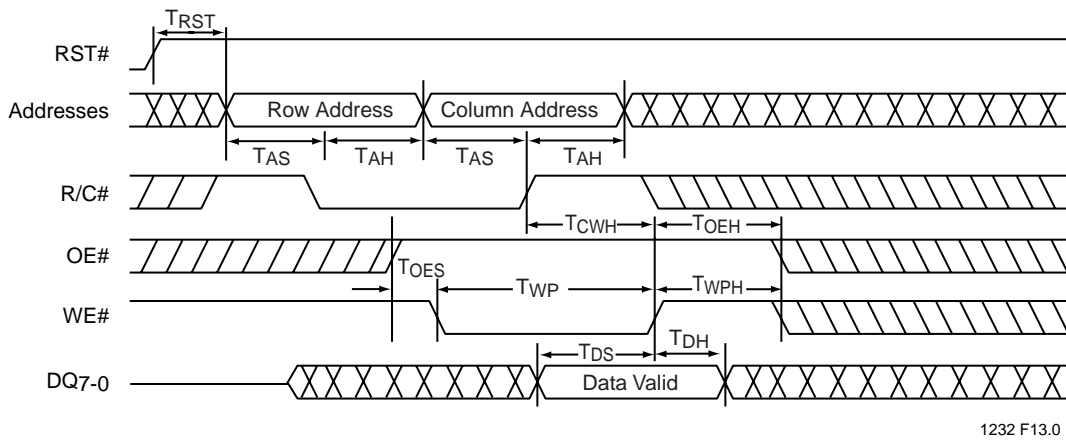 TRST
RST#
Addresses
Row Address
Column Address
TAS
TAH
TAS
TAH
R/C#
TCWH
TOEH
OE#
TOES
TWP
TWPH
WE#
TDS
TDH
DQ7-0
Data Valid
1232 F13.0